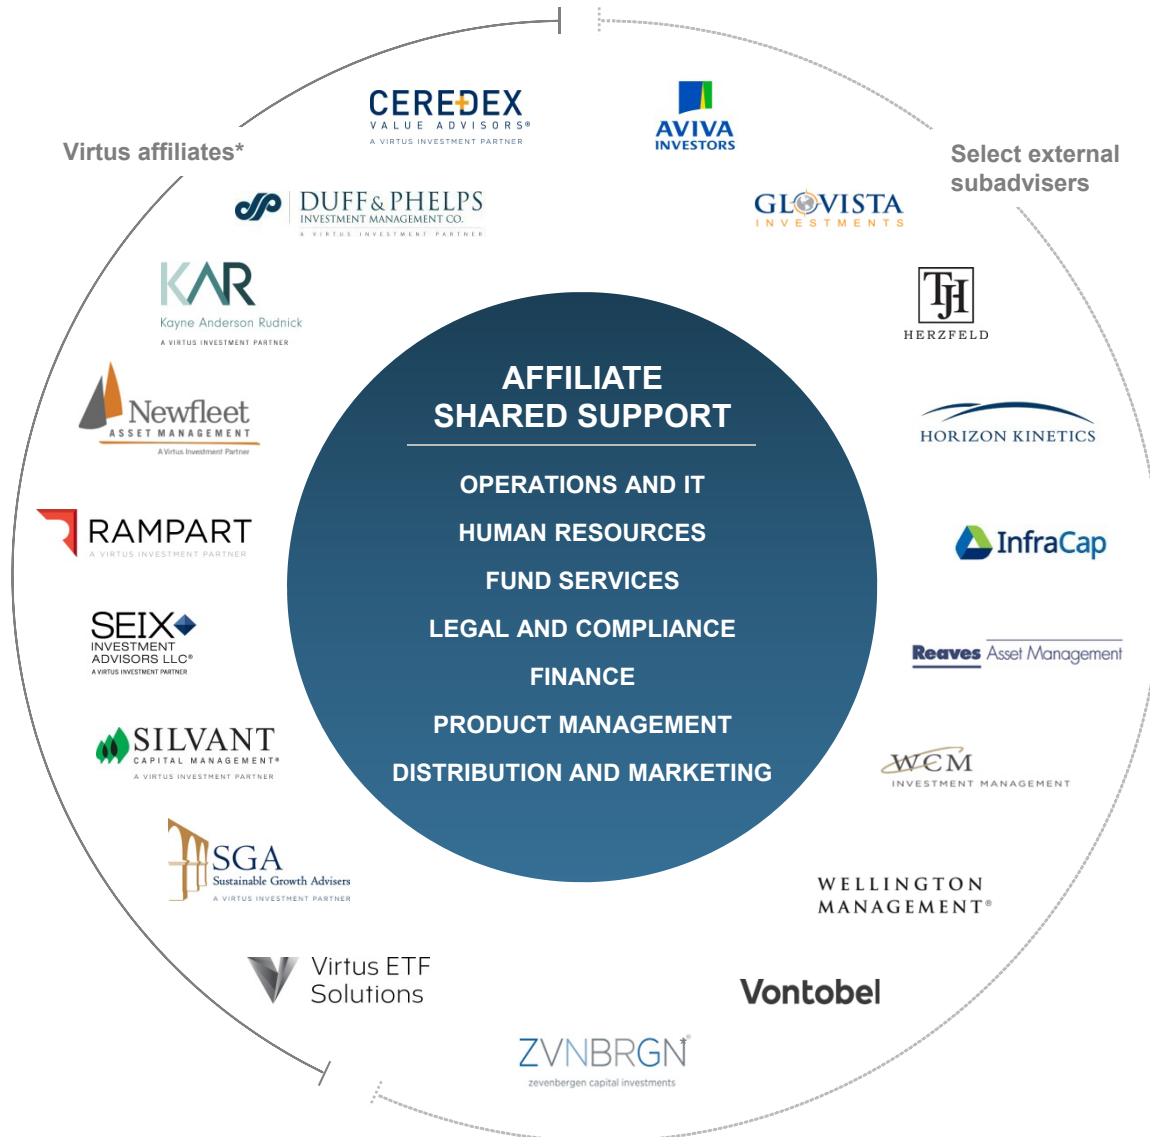 Virtus affiliates*
CEREDEX
VALUE ADVISORS®
A VIRTUS INVESTMENT PARTNER
DUFF & PHELPS
INVESTMENT MANAGEMENT CO.
A VIRTUS INVESTMENT PARTNER
KAR
Kayne Anderson Rudnick
A VIRTUS INVESTMENT PARTNER
Newfleet
ASSET MANAGEMENT
A Virtus Investment Partner
RAMPART
A VIRTUS INVESTMENT PARTNER
SEIX
INVESTMENT
ADVISORS LLC®
A VIRTUS INVESTMENT PARTNER
SILVANT
CAPITAL MANAGEMENT®
A VIRTUS INVESTMENT PARTNER
SGA
Sustainable Growth Advisers
A VIRTUS INVESTMENT PARTNER
Virtus ETF
Solutions
AFFILIATE
SHARED SUPPORT
OPERATIONS AND IT
HUMAN RESOURCES
FUND SERVICES
LEGAL AND COMPLIANCE
FINANCE
PRODUCT MANAGEMENT
DISTRIBUTION AND MARKETING
Select external
subadvisers
AVIVA
INVESTORS
GLOVISTA
INVESTMENTS
TJH
HERZFELD
HORIZON KINETICS
InfraCap
Reaves Asset Management
WCM
INVESTMENT MANAGEMENT
WELLINGTON
MANAGEMENT®
Vontobel
ZVNBRGN®*
zevenbergen capital investments